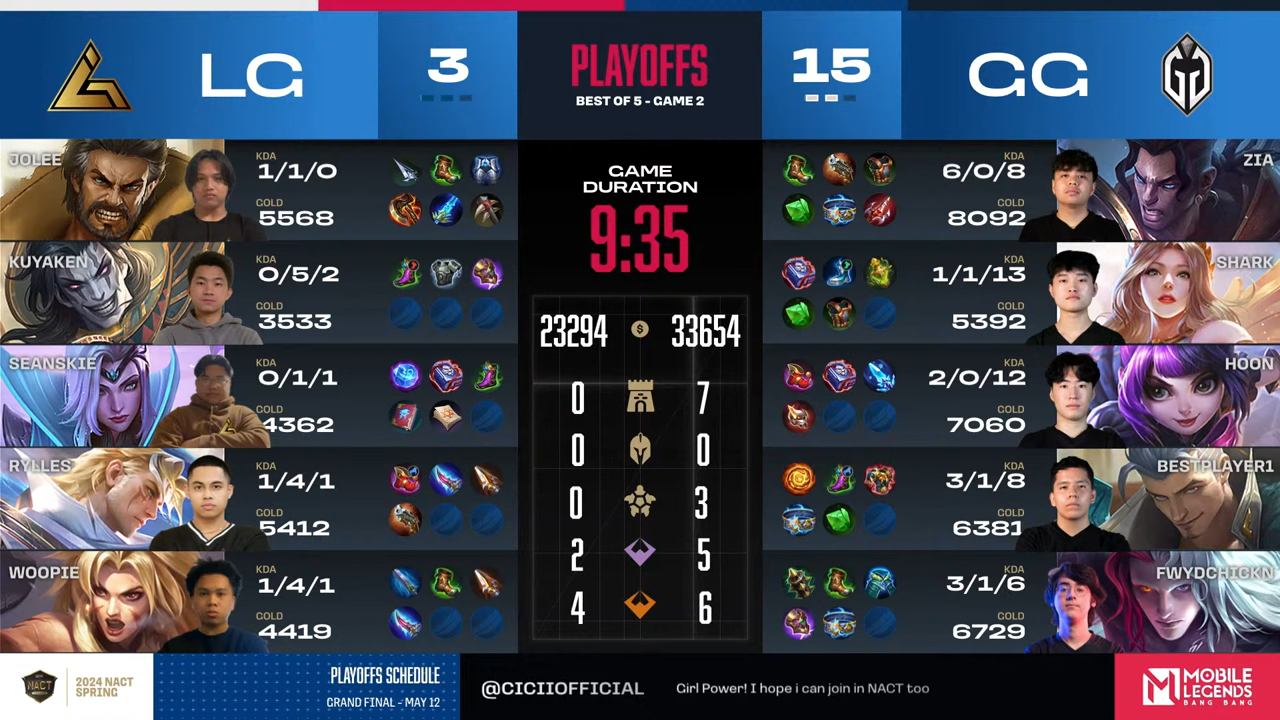 LG
3
PLAYOFFS
BEST OF 5 - GAME 2
15
GG
JOLEE
KDA
1/1/0
GOLD
5568
KUYAKEN
KDA
0/5/2
GOLD
3533
SEANSKIE
KDA
0/1/1
GOLD
4362
RYLLES
KDA
1/4/1
GOLD
5412
WOOPIE
KDA
1/4/1
GOLD
4419
GAME
DURATION
9:35
23294 $ 33654
0 7
0 0
0 3
2 5
4 6
ZIA
KDA
6/0/8
GOLD
8092
SHARK
KDA
1/1/13
GOLD
5392
HOON
KDA
2/0/12
GOLD
7060
BESTPLAYER1
KDA
3/1/8
GOLD
6381
FWYDCHICKN
KDA
3/1/6
GOLD
6729
NACT
2024 NACT
SPRING
PLAYOFFS SCHEDULE
GRAND FINAL - MAY 12
@CICIIOFFICIAL
Girl Power! I hope i can join in NACT too
MOBILE
LEGENDS
BANG BANG